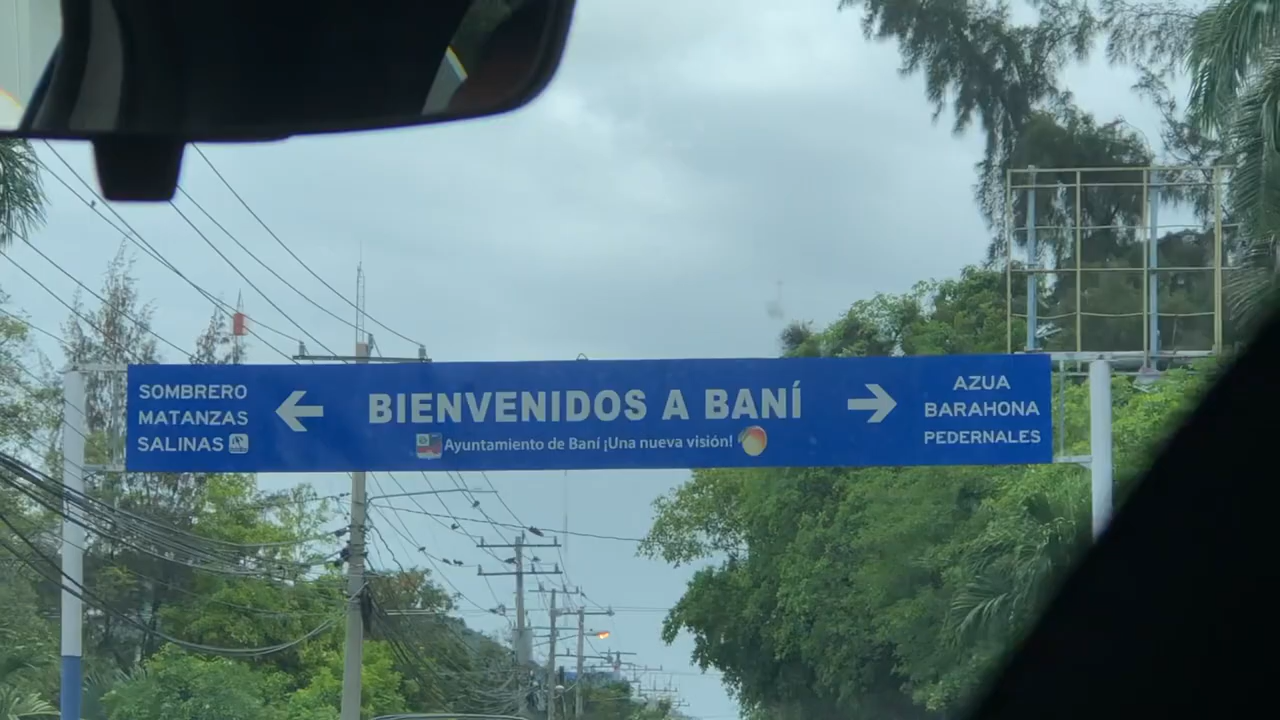 SOMBRERO
MATANZAS
SALINAS
BIENVENIDOS A BANÍ
Ayuntamiento de Baní ¡Una nueva visión!
AZUA
BARAHONA
PEDERNALES